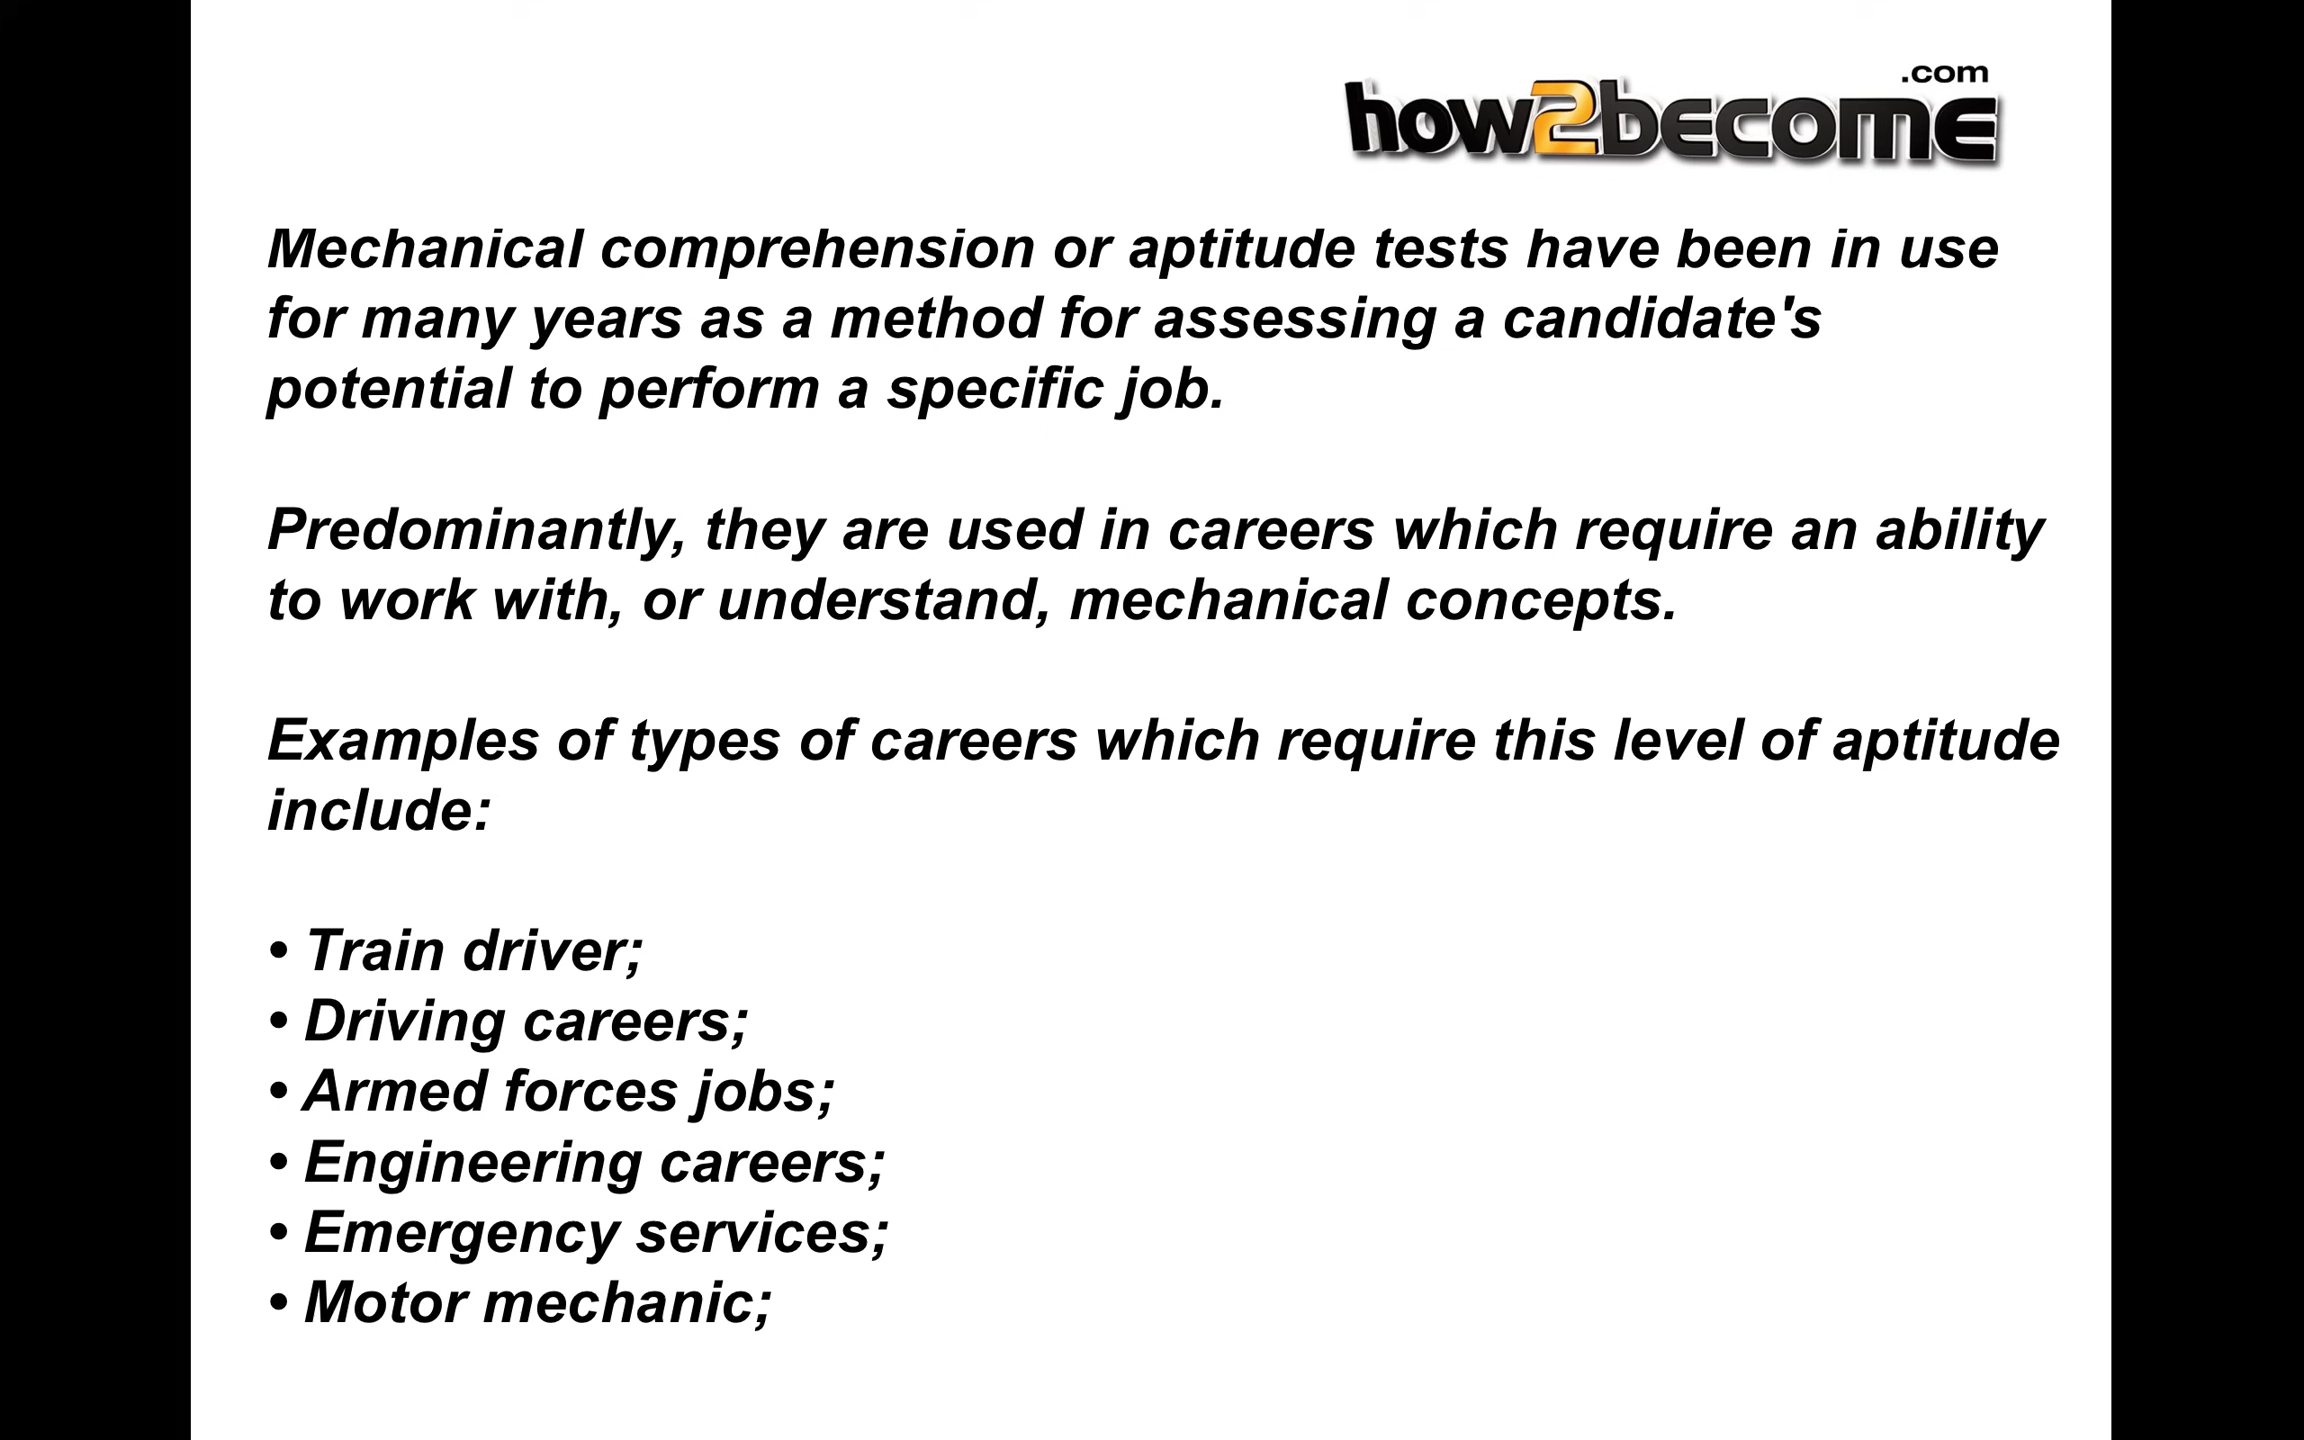 .com
how2become
Mechanical comprehension or aptitude tests have been in use
for many years as a method for assessing a candidate's
potential to perform a specific job.
Predominantly, they are used in careers which require an ability
to work with, or understand, mechanical concepts.
Examples of types of careers which require this level of aptitude
include:
• Train driver;
• Driving careers;
• Armed forces jobs;
• Engineering careers;
• Emergency services;
• Motor mechanic;